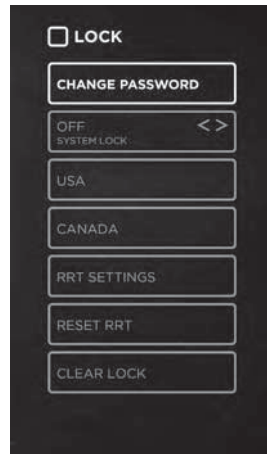 LOCK
CHANGE PASSWORD
OFF < >
SYSTEM LOCK
USA
CANADA
RRT SETTINGS
RESET RRT
CLEAR LOCK